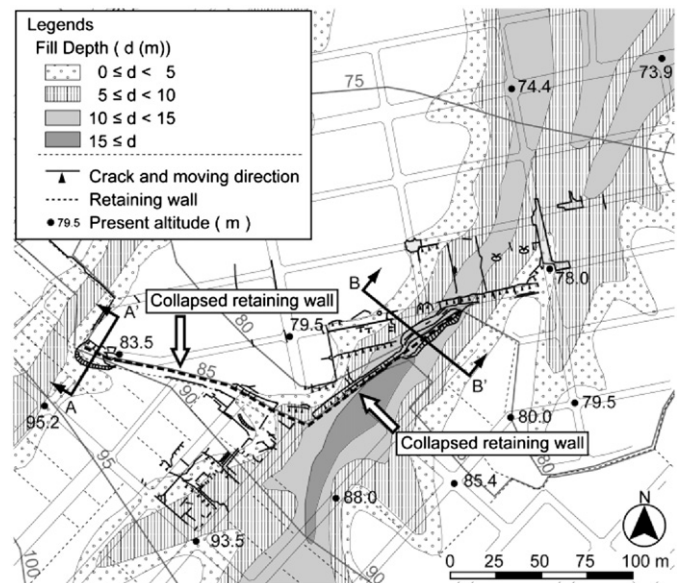 Legends
Fill Depth ( d (m))
0 ≤ d < 5
5 ≤ d < 10
10 ≤ d < 15
15 ≤ d
Crack and moving direction
Retaining wall
79.5 Present altitude ( m )
75
74.4
73.9
78.0
B
A'
Collapsed retaining wall
80
79.5
83.5
85
90
A
95.2
B'
80.0
79.5
80
Collapsed retaining wall
95
85.4
88.0
93.5
90
100
N
0 25 50 75 100 m